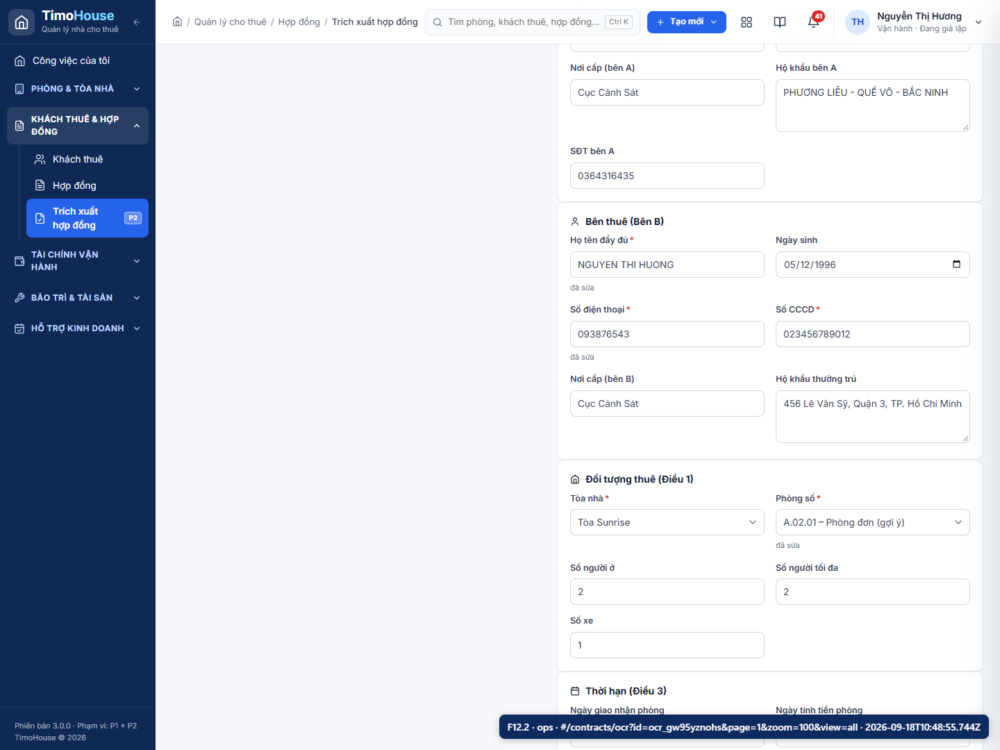 TimoHouse
Quản lý nhà cho thuê
Công việc của tôi
PHÒNG & TÒA NHÀ
KHÁCH THUÊ & HỢP ĐỒNG
Khách thuê
Hợp đồng
Trích xuất hợp đồng
P2
TÀI CHÍNH VẬN HÀNH
BẢO TRÌ & TÀI SẢN
HỖ TRỢ KINH DOANH
Phiên bản 3.0.0 · Phạm vi: P1 + P2
TimoHouse © 2026
/ Quản lý cho thuê / Hợp đồng / Trích xuất hợp đồng
Tìm phòng, khách thuê, hợp đồng...
Ctrl K
Tạo mới
41
TH
Nguyễn Thị Hương
Vận hành · Đang giả lập
Nơi cấp (bên A)
Hộ khẩu bên A
Cục Cảnh Sát
PHƯƠNG LIỄU - QUẾ VÕ - BẮC NINH
SĐT bên A
0364316435
Bên thuê (Bên B)
Họ tên đầy đủ *
Ngày sinh
NGUYEN THI HUONG
05/12/1996
đã sửa
Số điện thoại *
Số CCCD *
093876543
023456789012
đã sửa
Nơi cấp (bên B)
Hộ khẩu thường trú
Cục Cảnh Sát
456 Lê Văn Sỹ, Quận 3, TP. Hồ Chí Minh
Đối tượng thuê (Điều 1)
Tòa nhà *
Phòng số *
Tòa Sunrise
A.02.01 – Phòng đơn (gợi ý)
đã sửa
Số người ở
Số người tối đa
2
2
Số xe
1
Thời hạn (Điều 3)
Ngày giao nhận phòng
Ngày tính tiền phòng
F12.2 · ops · #/contracts/ocr?id=ocr_gw95yznohs&page=1&zoom=100&view=all · 2026-09-18T10:48:55.744Z